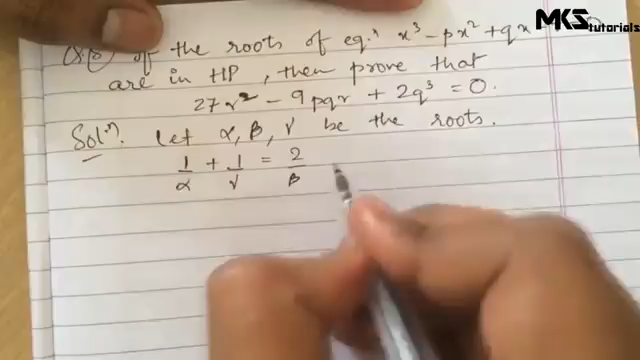 MKS tutorials
Q.8) If the roots of eqⁿ x³ - px² + qx
are in HP, then prove that
27r² - 9pqr + 2q³ = 0.
Solⁿ. Let α, β, γ be the roots.
1/α + 1/γ = 2/β